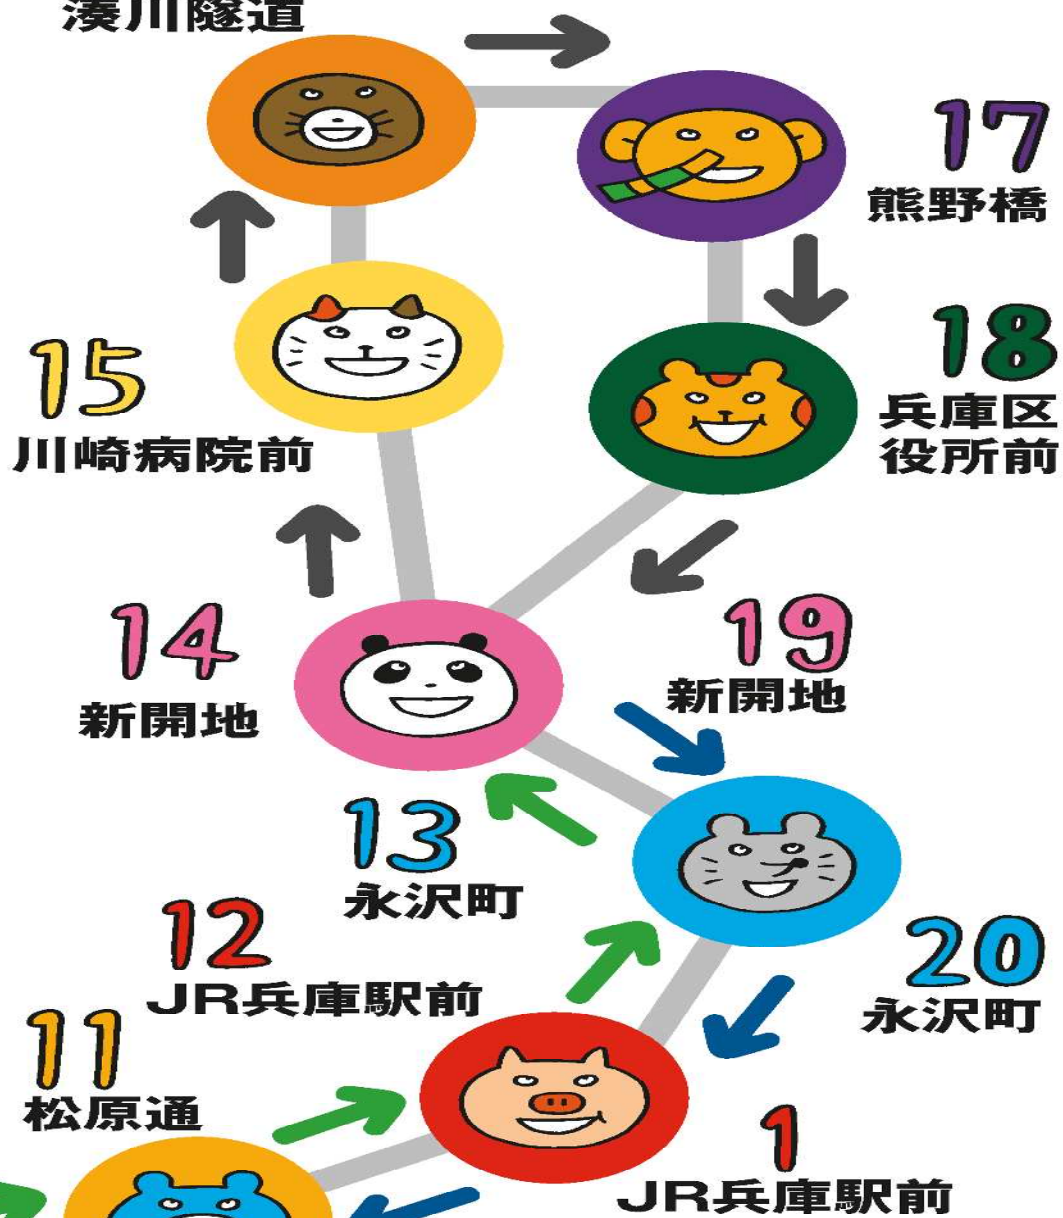 湊川隧道
17
熊野橋
18
兵庫区
役所前
15
川崎病院前
14
新開地
19
新開地
13
永沢町
12
JR兵庫駅前
20
永沢町
11
松原通
1
JR兵庫駅前